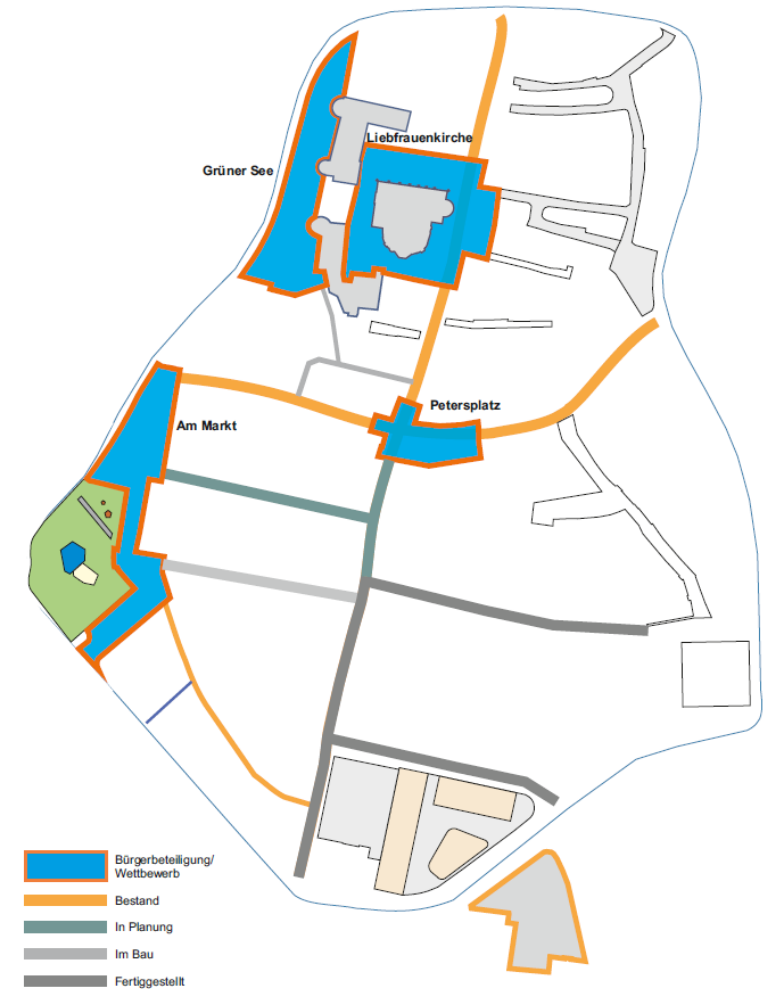 Liebfrauenkirche
Grüner See
Petersplatz
Am Markt
Bürgerbeteiligung/
Wettbewerb
Bestand
In Planung
Im Bau
Fertiggestellt